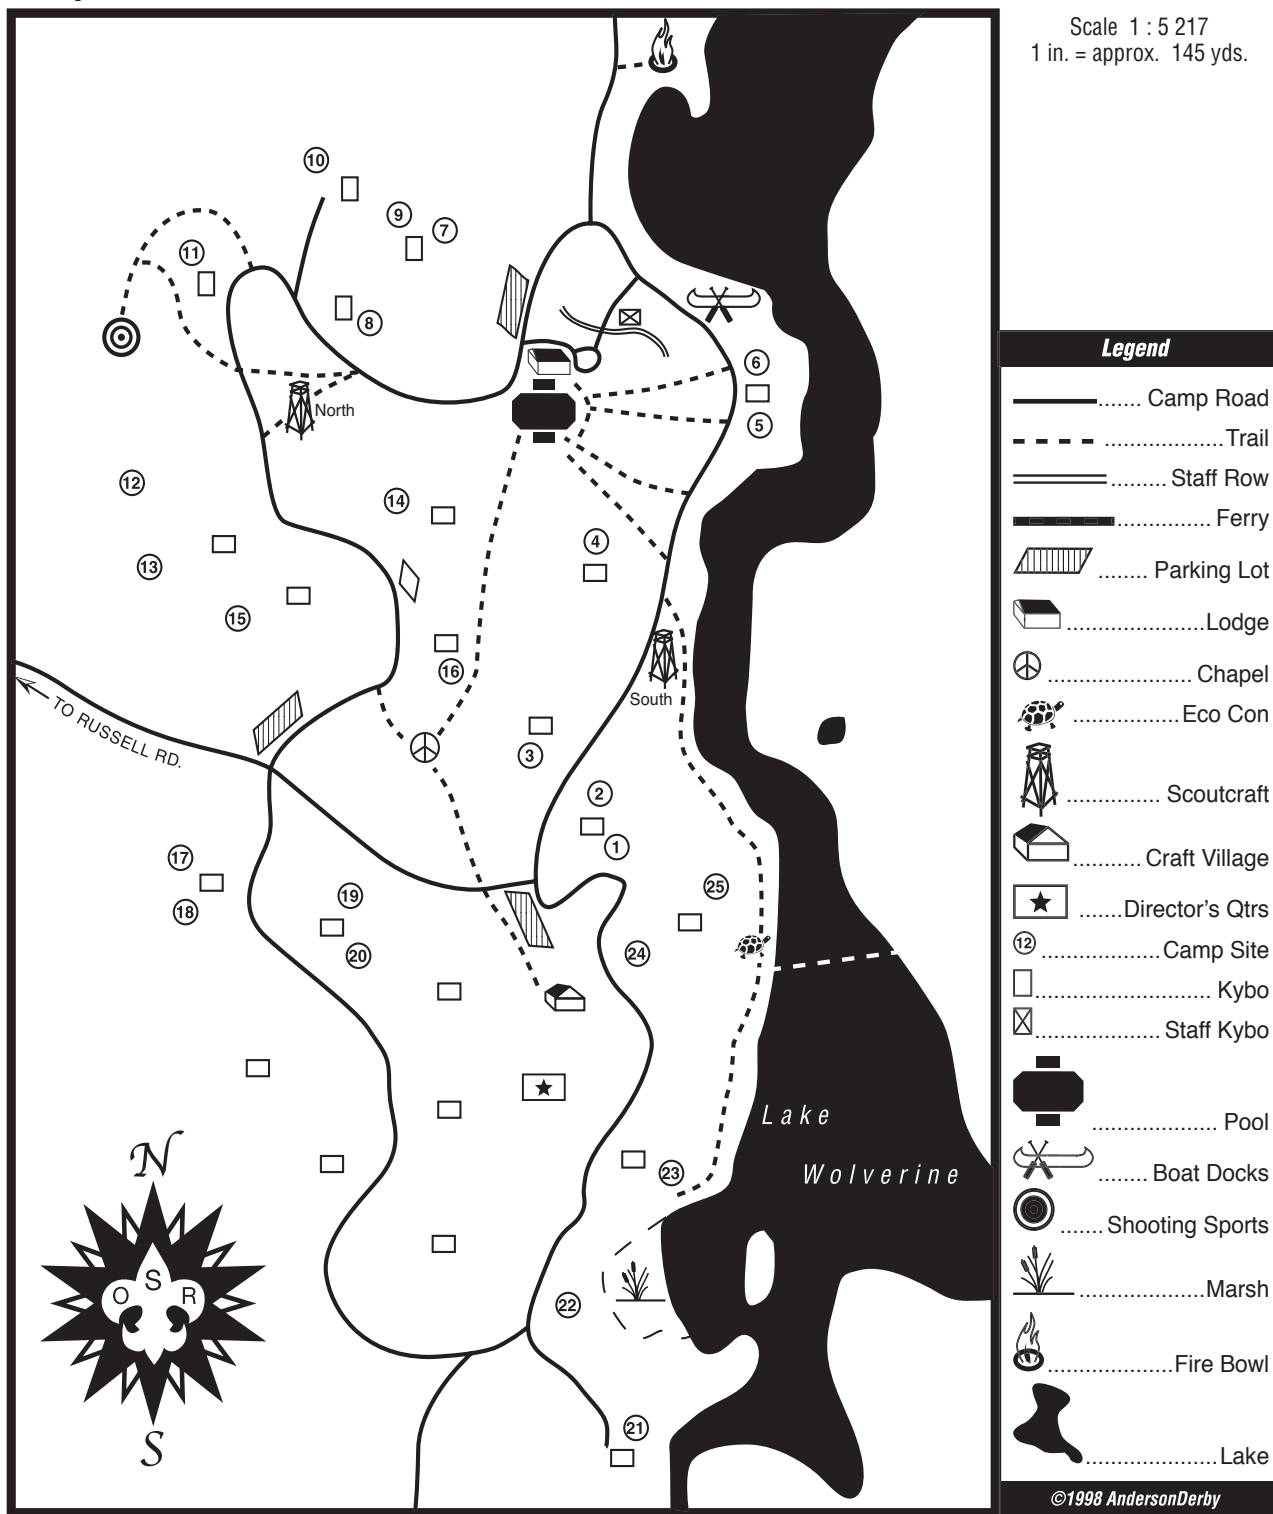 Scale 1 : 5 217
1 in. = approx. 145 yds.
10
9
7
11
8
6
North
5
12
14
4
13
15
16
South
TO RUSSELL RD.
3
2
1
17
25
19
18
24
20
Lake
Wolverine
23
N
O S R
22
21
S
Legend
....... Camp Road
...................Trail
......... Staff Row
............... Ferry
........ Parking Lot
......................Lodge
....................... Chapel
.................Eco Con
............... Scoutcraft
........... Craft Village
.......Director's Qtrs
12 ...................Camp Site
............................ Kybo
.................... Staff Kybo
.................... Pool
........ Boat Docks
....... Shooting Sports
....................Marsh
....................Fire Bowl
.....................Lake
©1998 AndersonDerby